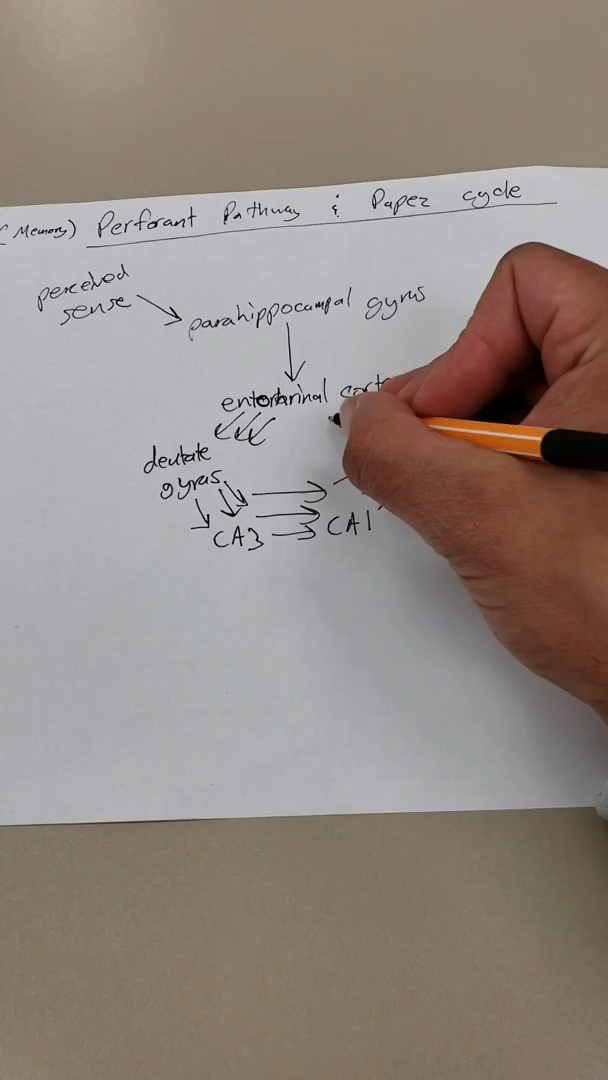 (Memory) Perforant Pathway & Papez cycle
perceived
sense
parahippocampal gyrus
entorhinal
dentate
gyrus
CA3
CA1